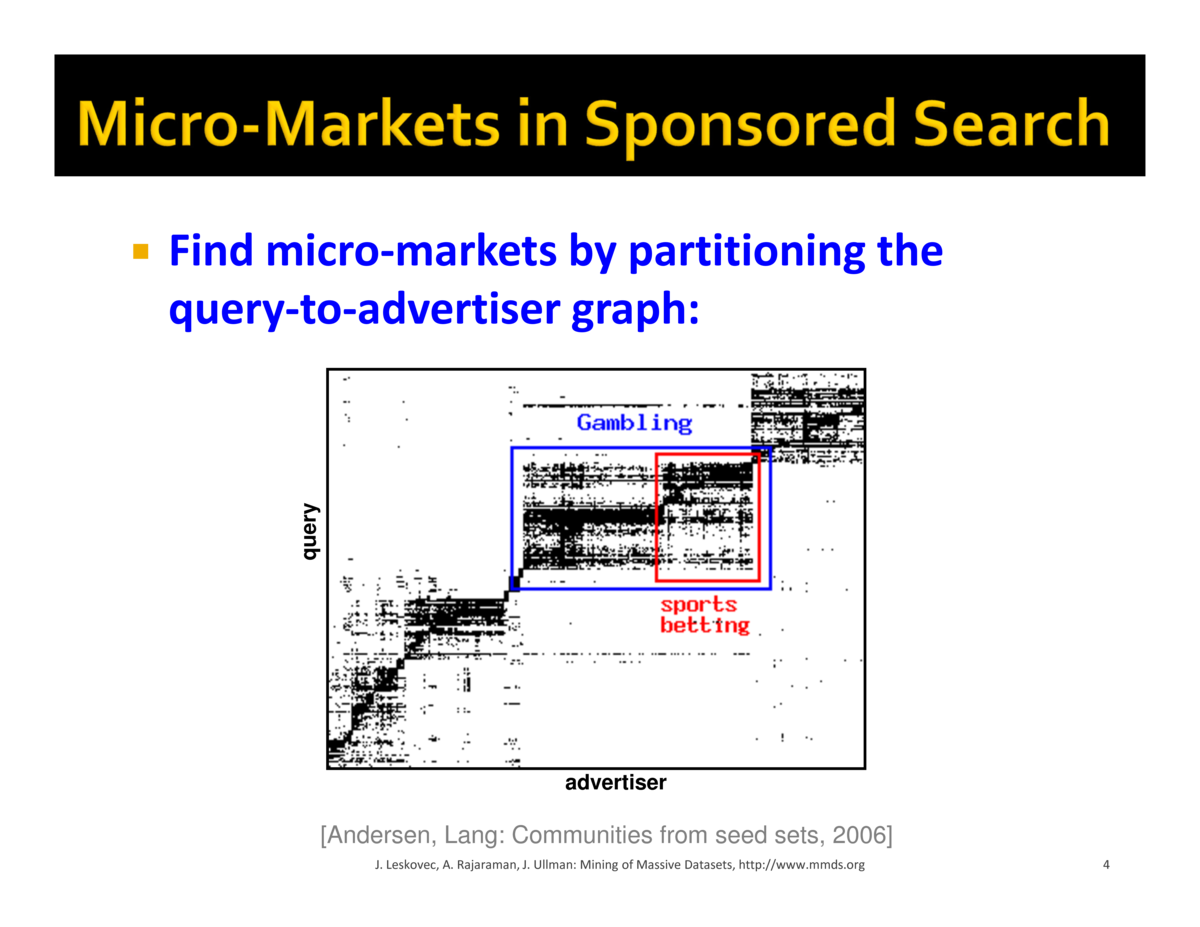 Micro-Markets in Sponsored Search
Find micro-markets by partitioning the
query-to-advertiser graph:
Gambling
query
sports
betting
advertiser
[Andersen, Lang: Communities from seed sets, 2006]
J. Leskovec, A. Rajaraman, J. Ullman: Mining of Massive Datasets, http://www.mmds.org
4